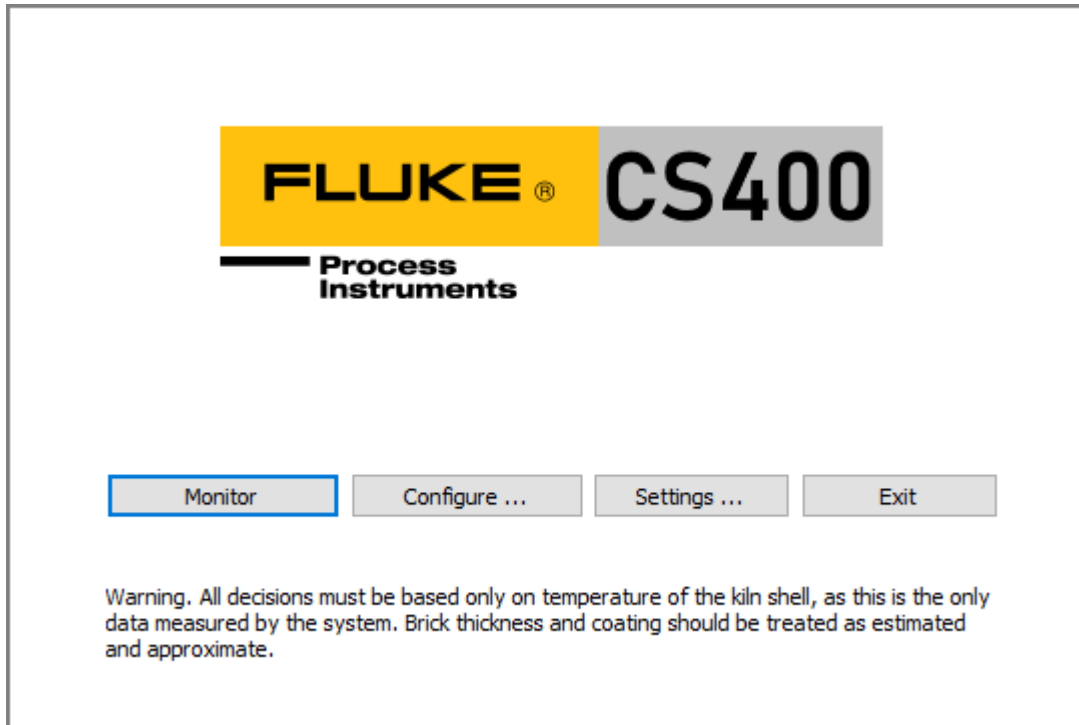 FLUKE ® CS400
Process
Instruments
Monitor Configure ... Settings ... Exit
Warning. All decisions must be based only on temperature of the kiln shell, as this is the only
data measured by the system. Brick thickness and coating should be treated as estimated
and approximate.